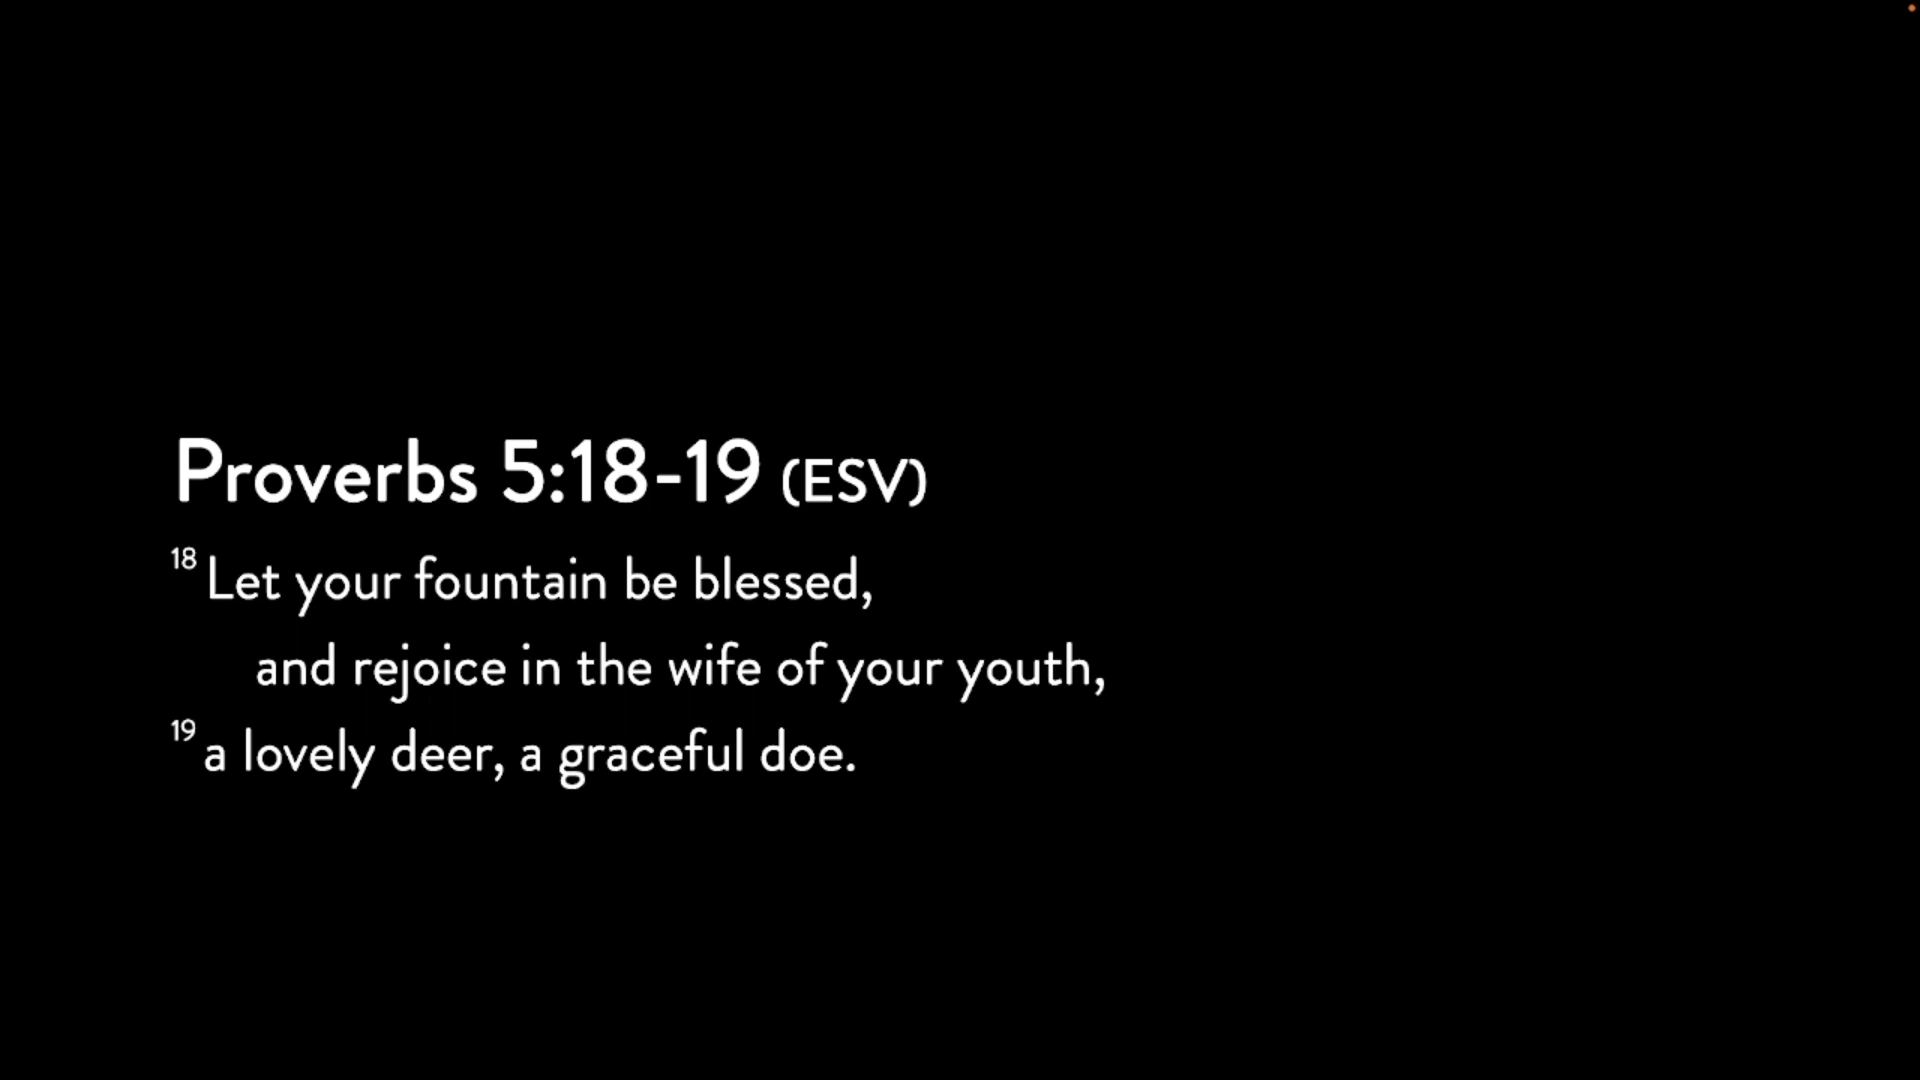 Proverbs 5:18-19 (ESV)
18 Let your fountain be blessed,
and rejoice in the wife of your youth,
19 a lovely deer, a graceful doe.